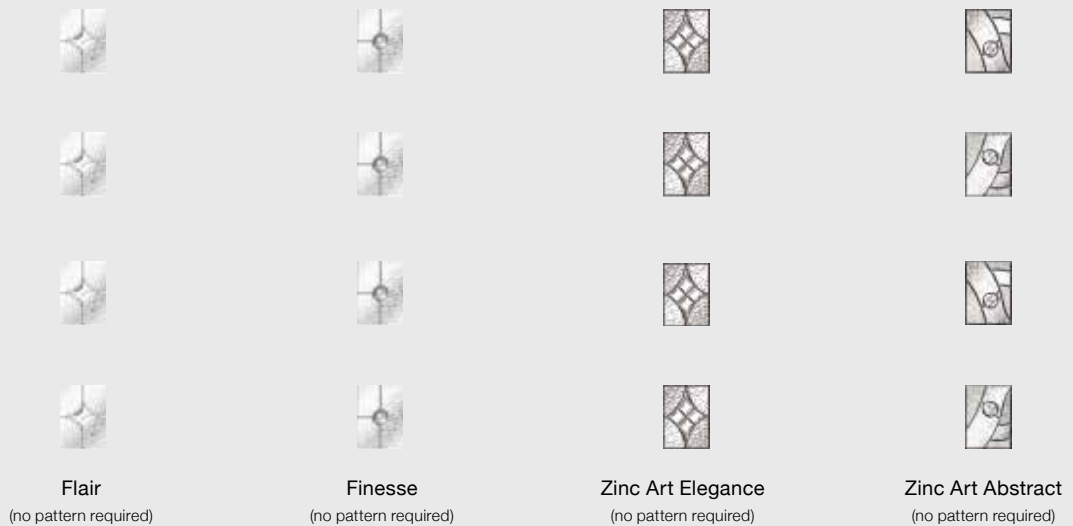 Flair
(no pattern required)
Finesse
(no pattern required)
Zinc Art Elegance
(no pattern required)
Zinc Art Abstract
(no pattern required)